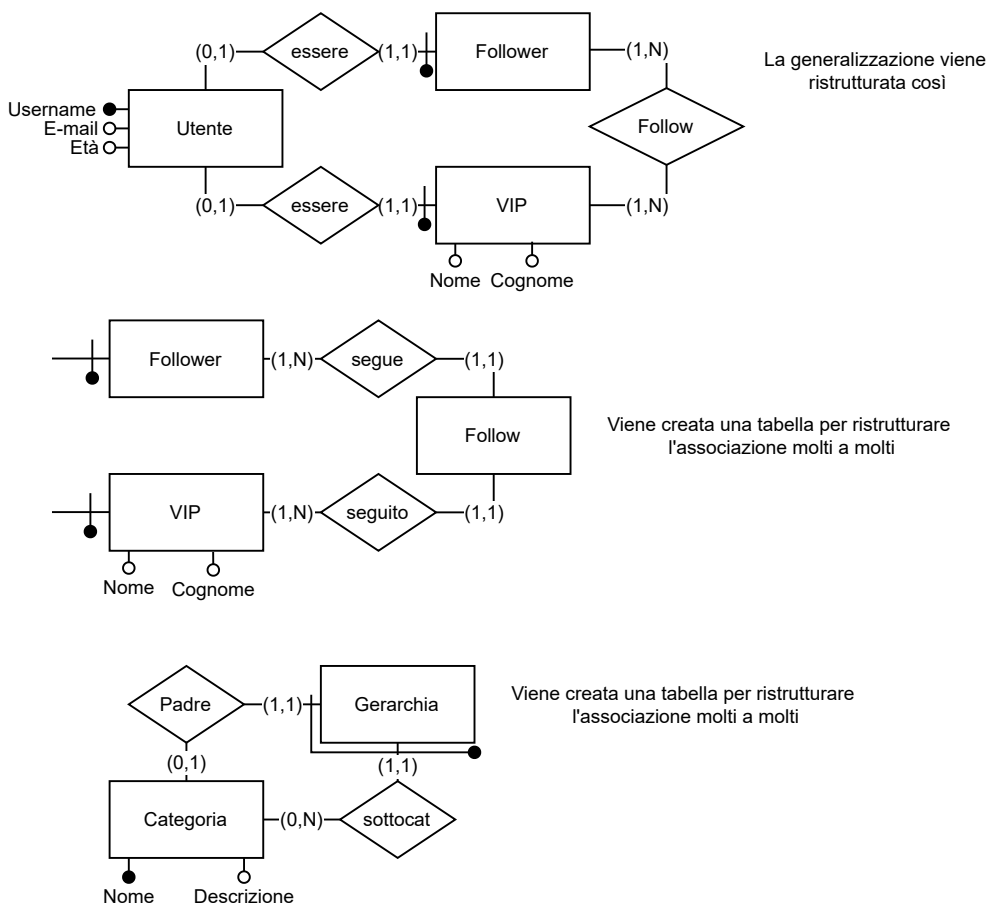 (0,1)
essere
(1,1)
Follower
(1,N)
La generalizzazione viene
ristrutturata così
Username
E-mail
Età
Utente
Follow
(0,1)
essere
(1,1)
VIP
(1,N)
Nome
Cognome
Follower
(1,N)
segue
(1,1)
Follow
Viene creata una tabella per ristrutturare
l'associazione molti a molti
VIP
(1,N)
seguito
(1,1)
Nome
Cognome
Padre
(1,1)
Gerarchia
Viene creata una tabella per ristrutturare
l'associazione molti a molti
(0,1)
(1,1)
Categoria
(0,N)
sottocat
Nome
Descrizione